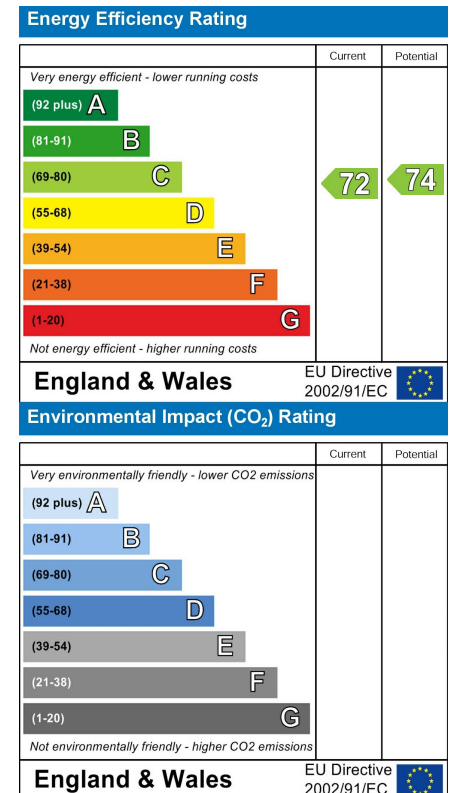 Energy Efficiency Rating
Current Potential
Very energy efficient - lower running costs
(92 plus) A
(81-91) B
(69-80) C
72 74
(55-68) D
(39-54) E
(21-38) F
(1-20) G
Not energy efficient - higher running costs
England & Wales
EU Directive
2002/91/EC
Environmental Impact (CO₂) Rating
Current Potential
Very environmentally friendly - lower CO2 emissions
(92 plus) A
(81-91) B
(69-80) C
(55-68) D
(39-54) E
(21-38) F
(1-20) G
Not environmentally friendly - higher CO2 emissions
England & Wales
EU Directive
2002/91/EC